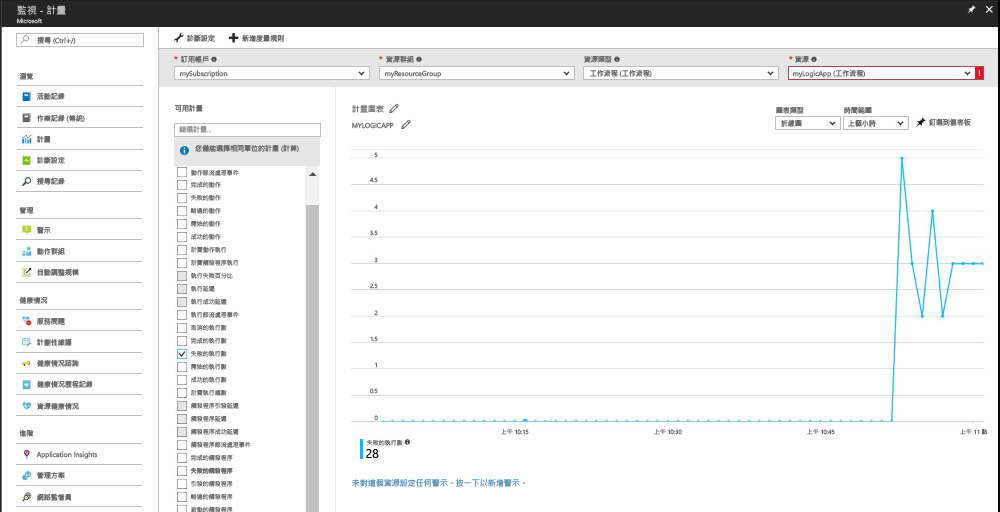 監視 - 計量
Microsoft
搜尋 (Ctrl+/)
瀏覽
活動記錄
作業記錄 (傳統)
計量
診斷設定
搜尋記錄
管理
警示
動作群組
自動調整規模
健康情況
服務問題
計劃性維護
健康情況諮詢
健康情況歷程記錄
資源健康情況
進階
Application Insights
管理方案
網路監看員
診斷設定
新增度量規則
* 訂用帳戶
mySubscription
* 資源群組
myResourceGroup
資源類型
工作流程 (工作流程)
* 資源
myLogicApp (工作流程)
!
可用計量
篩選計量...
您僅能選擇相同單位的計量 (計算)
動作節流處理事件
完成的動作
失敗的動作
略過的動作
開始的動作
成功的動作
計費動作執行
計費觸發程序執行
執行失敗百分比
執行延遲
執行成功延遲
執行節流處理事件
取消的執行數
完成的執行數
失敗的執行數
開始的執行數
成功的執行數
計費執行總數
觸發程序引發延遲
觸發程序延遲
觸發程序成功延遲
觸發程序節流處理事件
完成的觸發程序
失敗的觸發程序
引發的觸發程序
略過的觸發程序
啟動的觸發程序
計量圖表
MYLOGICAPP
圖表類型
折線圖
時間範圍
上個小時
釘選到儀表板
5
4.5
4
3.5
3
2.5
2
1.5
1
0.5
0
上午 10:15
上午 10:30
上午 10:45
上午 11 點
失敗的執行數
28
未對這個資源設定任何警示。按一下以新增警示。